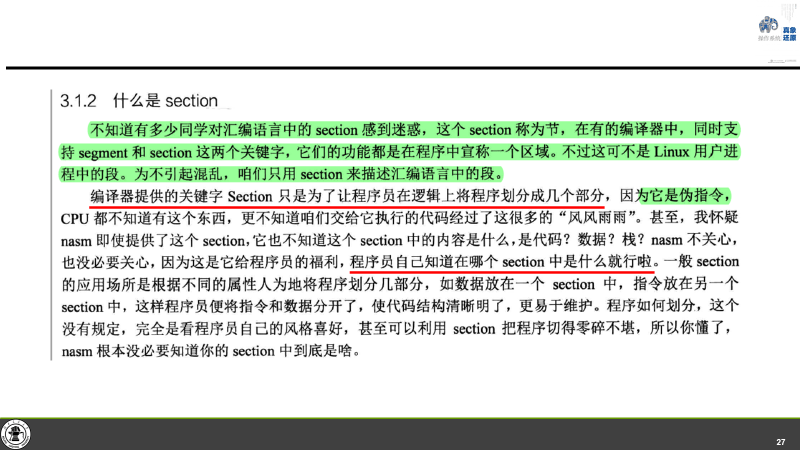 操作系统
真象
还原
3.1.2 什么是 section
不知道有多少同学对汇编语言中的 section 感到迷惑，这个 section 称为节，在有的编译器中，同时支
持 segment 和 section 这两个关键字，它们的功能都是在程序中宣称一个区域。不过这可不是 Linux 用户进
程中的段。为不引起混乱，咱们只用 section 来描述汇编语言中的段。
编译器提供的关键字 Section 只是为了让程序员在逻辑上将程序划分成几个部分，因为它是伪指令，
CPU 都不知道有这个东西，更不知道咱们交给它执行的代码经过了这很多的“风风雨雨”。甚至，我怀疑
nasm 即使提供了这个 section，它也不知道这个 section 中的内容是什么，是代码？数据？栈？nasm 不关心，
也没必要关心，因为这是它给程序员的福利，程序员自己知道在哪个 section 中是什么就行啦。一般 section
的应用场所是根据不同的属性人为地将程序划分几部分，如数据放在一个 section 中，指令放在另一个
section 中，这样程序员便将指令和数据分开了，使代码结构清晰明了，更易于维护。程序如何划分，这个
没有规定，完全是看程序员自己的风格喜好，甚至可以利用 section 把程序切得零碎不堪，所以你懂了，
nasm 根本没必要知道你的 section 中到底是啥。
27